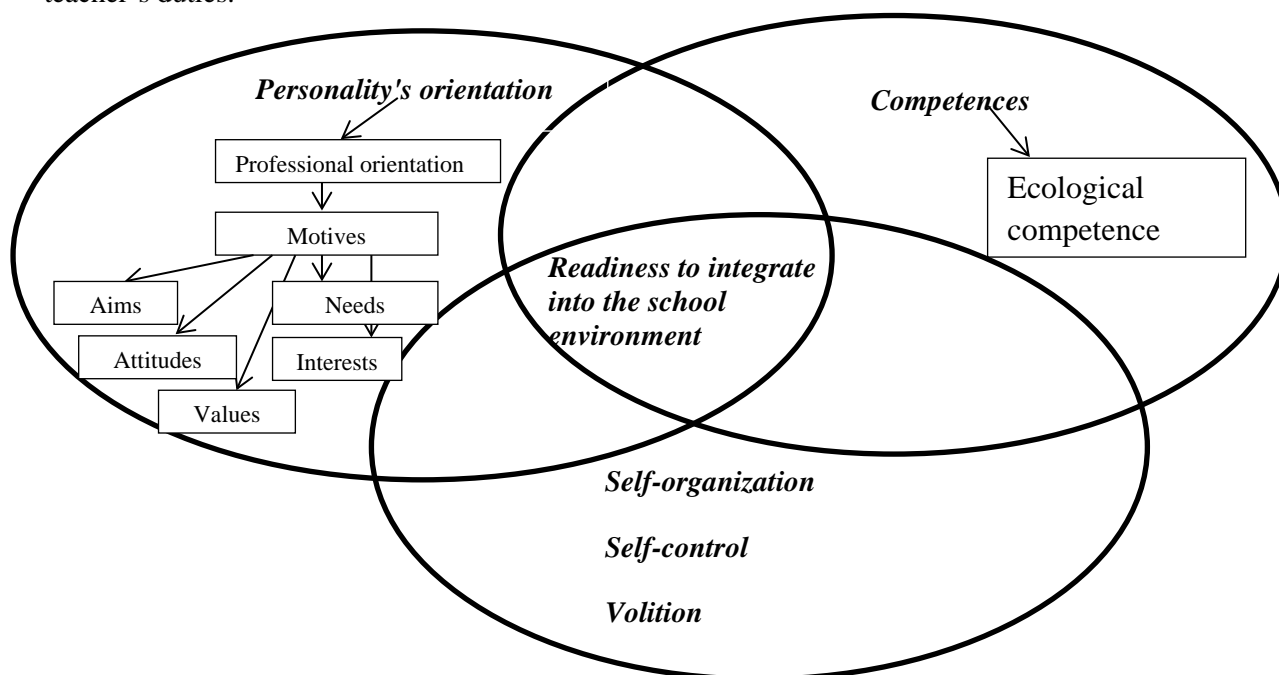 teacher's duties.
Personality's orientation
Competences
Professional orientation
Ecological
competence
Motives
Readiness to integrate
into the school
environment
Aims
Needs
Attitudes
Interests
Values
Self-organization
Self-control
Volition